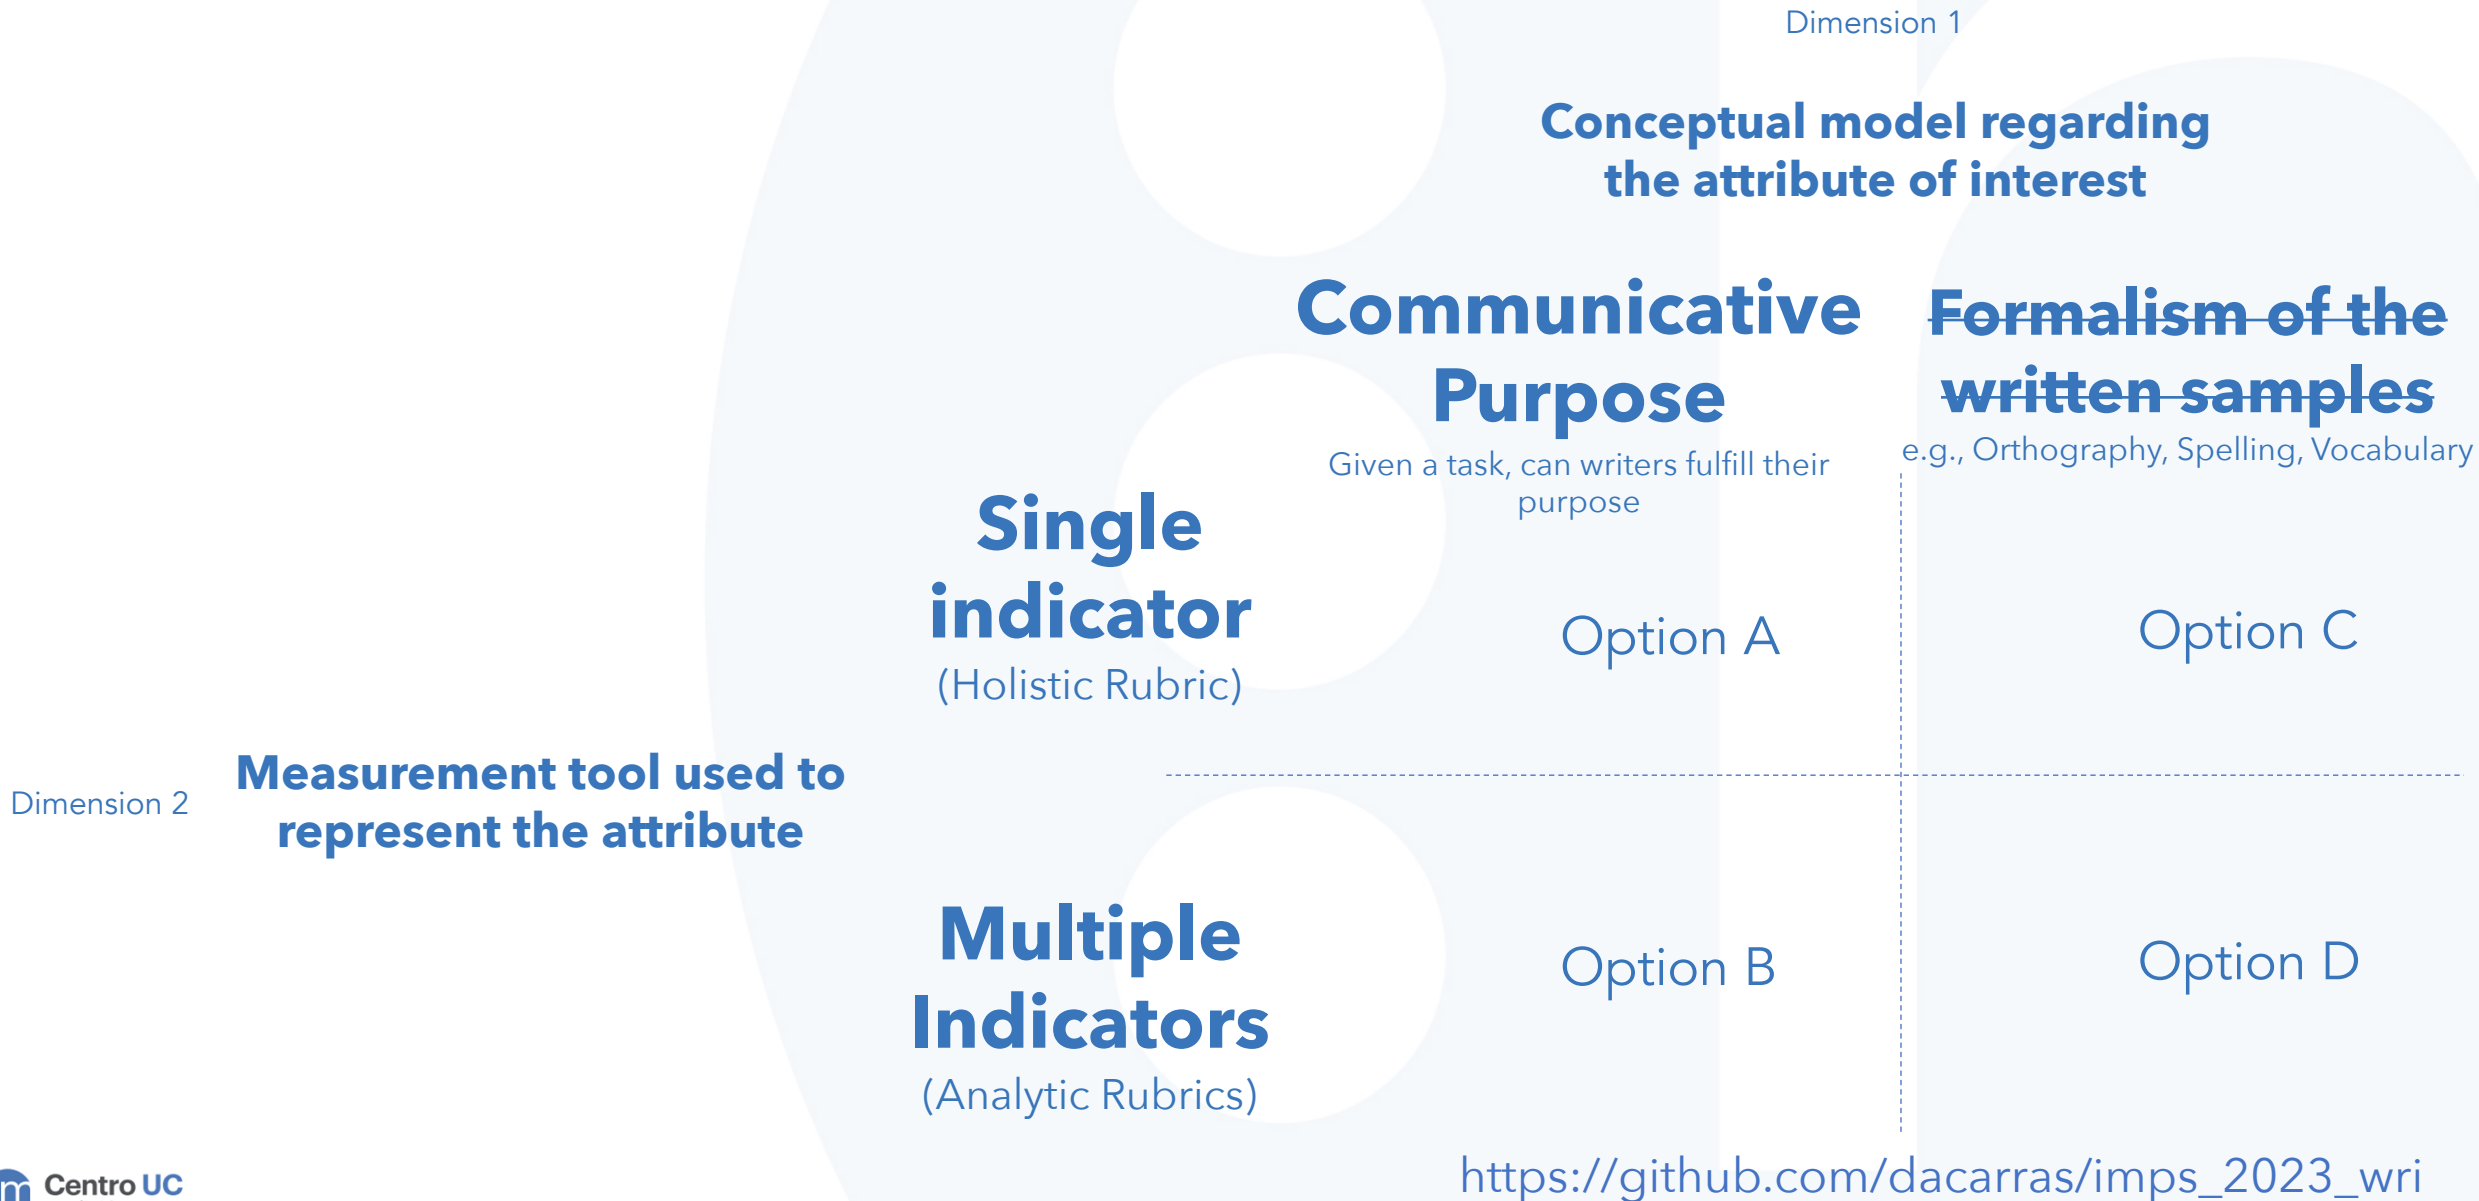 Dimension 1
Conceptual model regarding
the attribute of interest
Communicative
Purpose
Given a task, can writers fulfill their
purpose
Formalism of the
written samples
e.g., Orthography, Spelling, Vocabulary
Single
indicator
(Holistic Rubric)
Option A
Option C
Dimension 2
Measurement tool used to
represent the attribute
Multiple
Indicators
(Analytic Rubrics)
Option B
Option D
https://github.com/dacarras/imps_2023_wri
m Centro UC